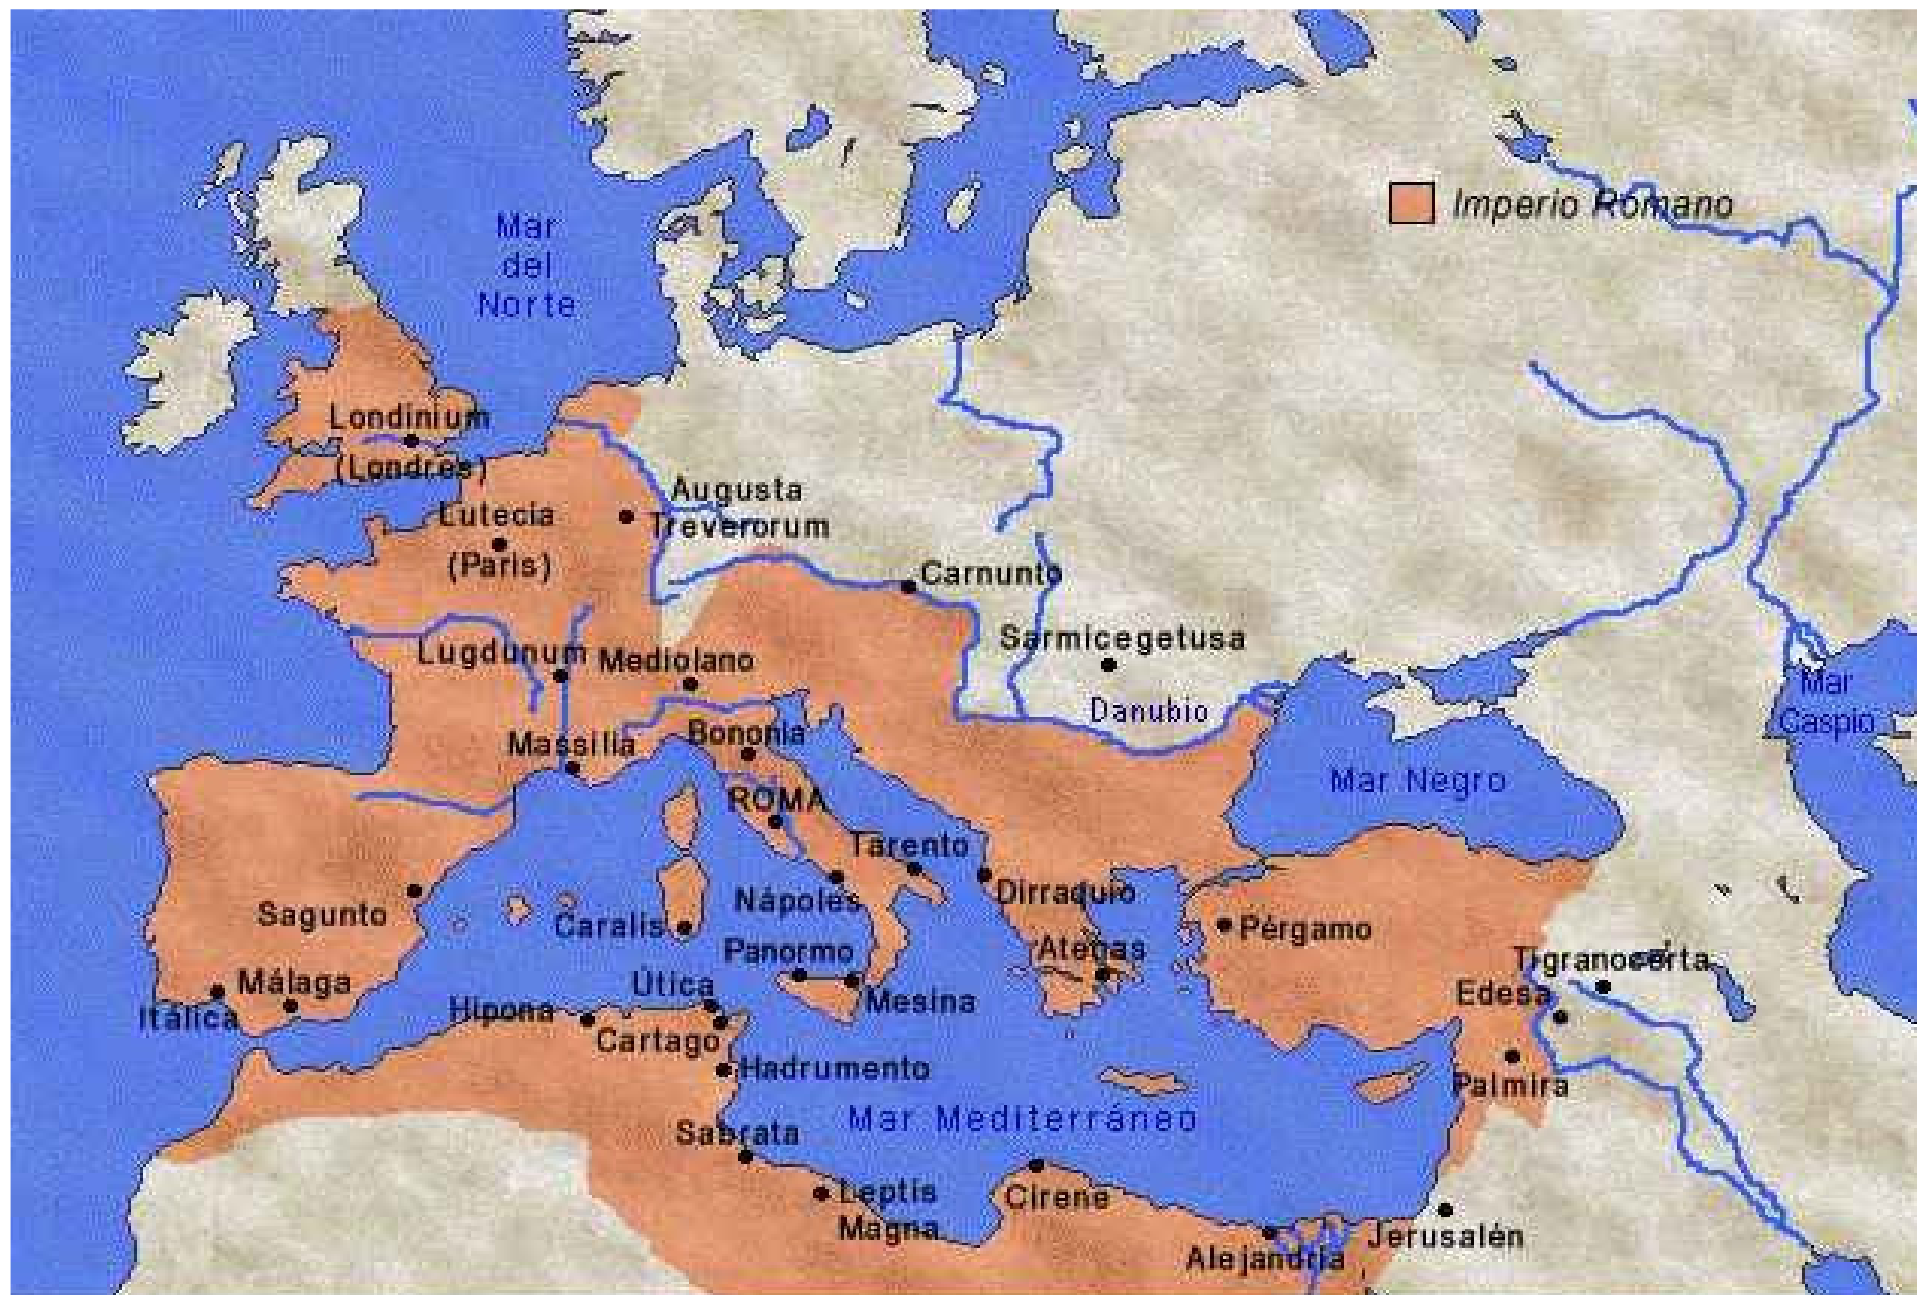 Imperio Romano
Mar
del
Norte
Londinium
(Londres)
Augusta
Treverorum
Lutecia
(París)
Carnunto
Sarmicegetusa
Lugdunum
Mediolano
Danubio
Mar
Caspio
Massilia
Bononia
Mar Negro
ROMA
Tarento
Dirraquio
Nápoles
Sagunto
Caralis
Pérgamo
Panormo
Atenas
Tigranocerta
Útica
Málaga
Mesina
Edesa
Itálica
Hipona
Cartago
Hadrumento
Palmira
Mar Mediterráneo
Sabrata
Leptis
Magna
Cirene
Jerusalén
Alejandría